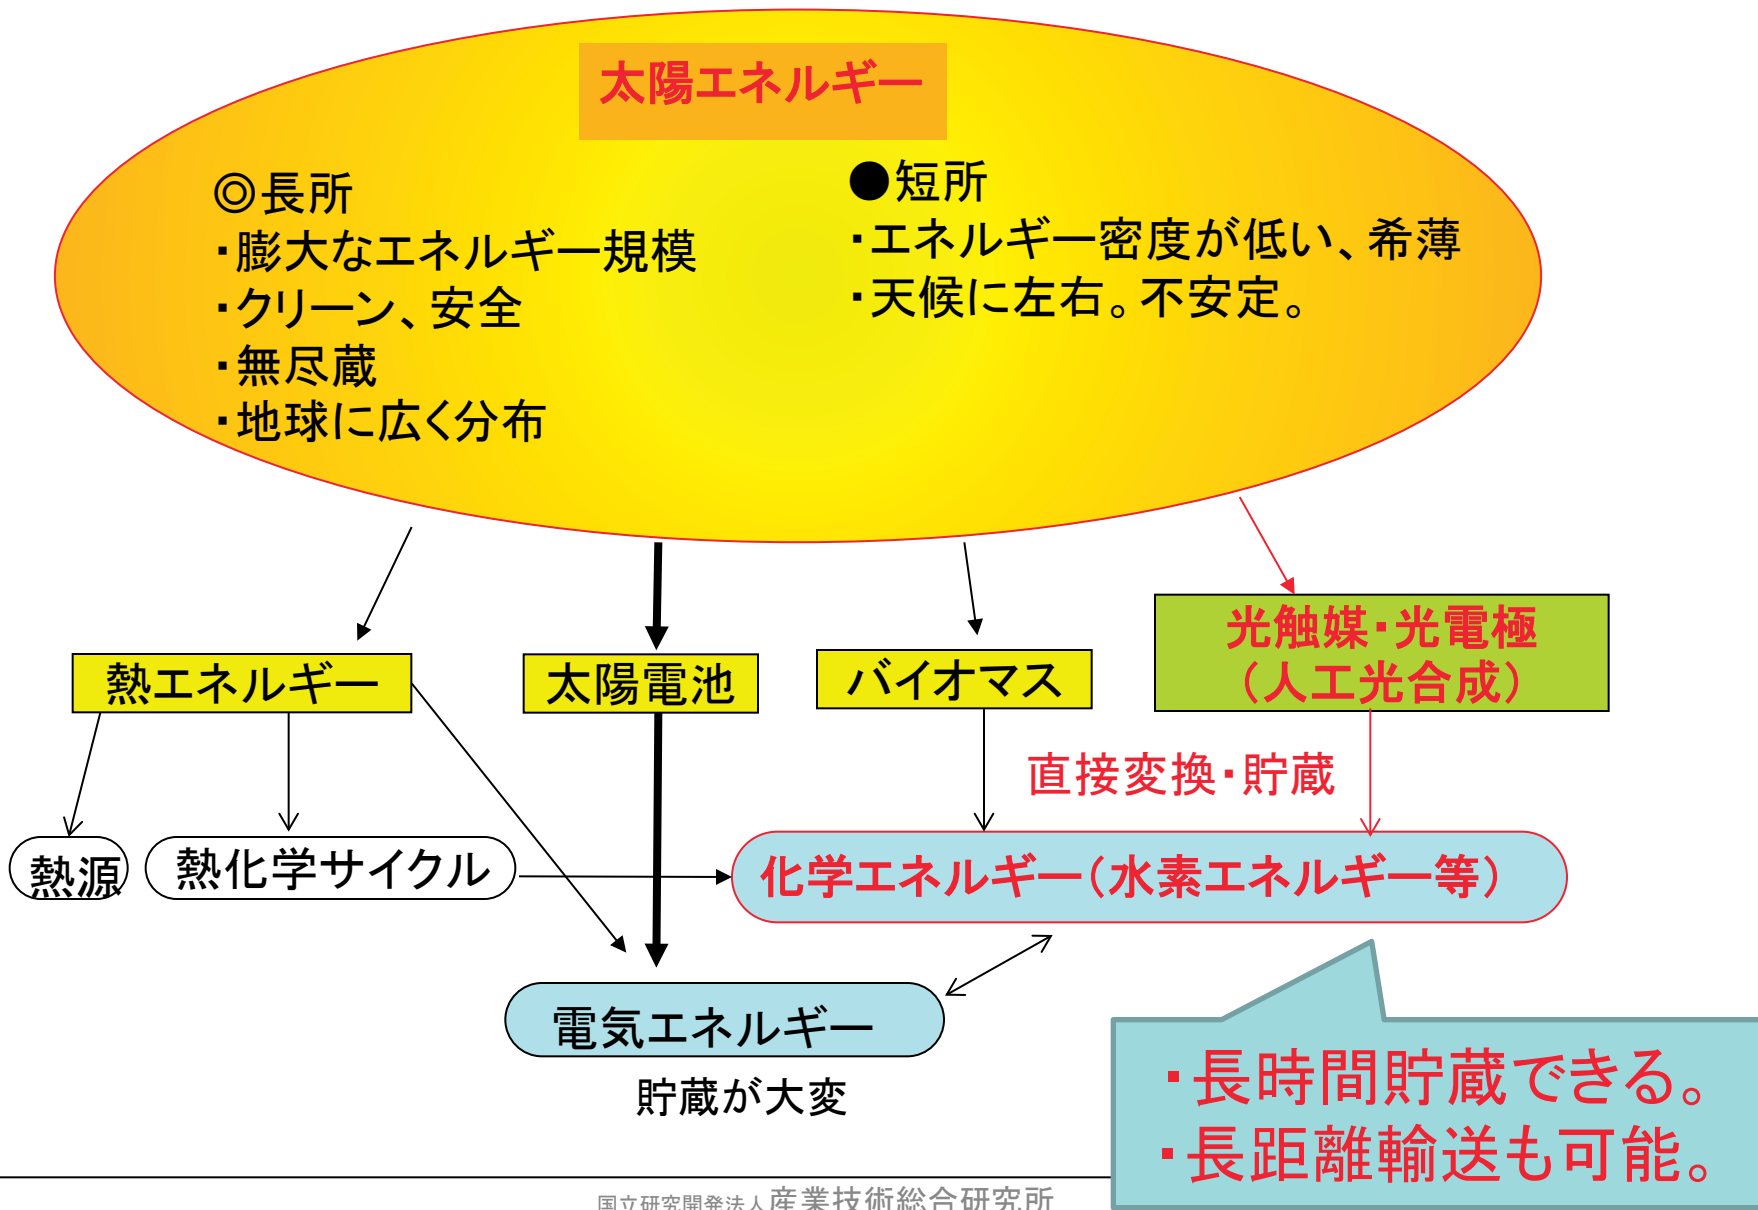 太陽エネルギー
◎長所
・膨大なエネルギー規模
・クリーン、安全
・無尽蔵
・地球に広く分布
●短所
・エネルギー密度が低い、希薄
・天候に左右。不安定。
熱エネルギー
太陽電池
バイオマス
光触媒・光電極
（人工光合成）
直接変換・貯蔵
熱源
熱化学サイクル
化学エネルギー（水素エネルギー等）
電気エネルギー
貯蔵が大変
・長時間貯蔵できる。
・長距離輸送も可能。
国立研究開発法人産業技術総合研究所